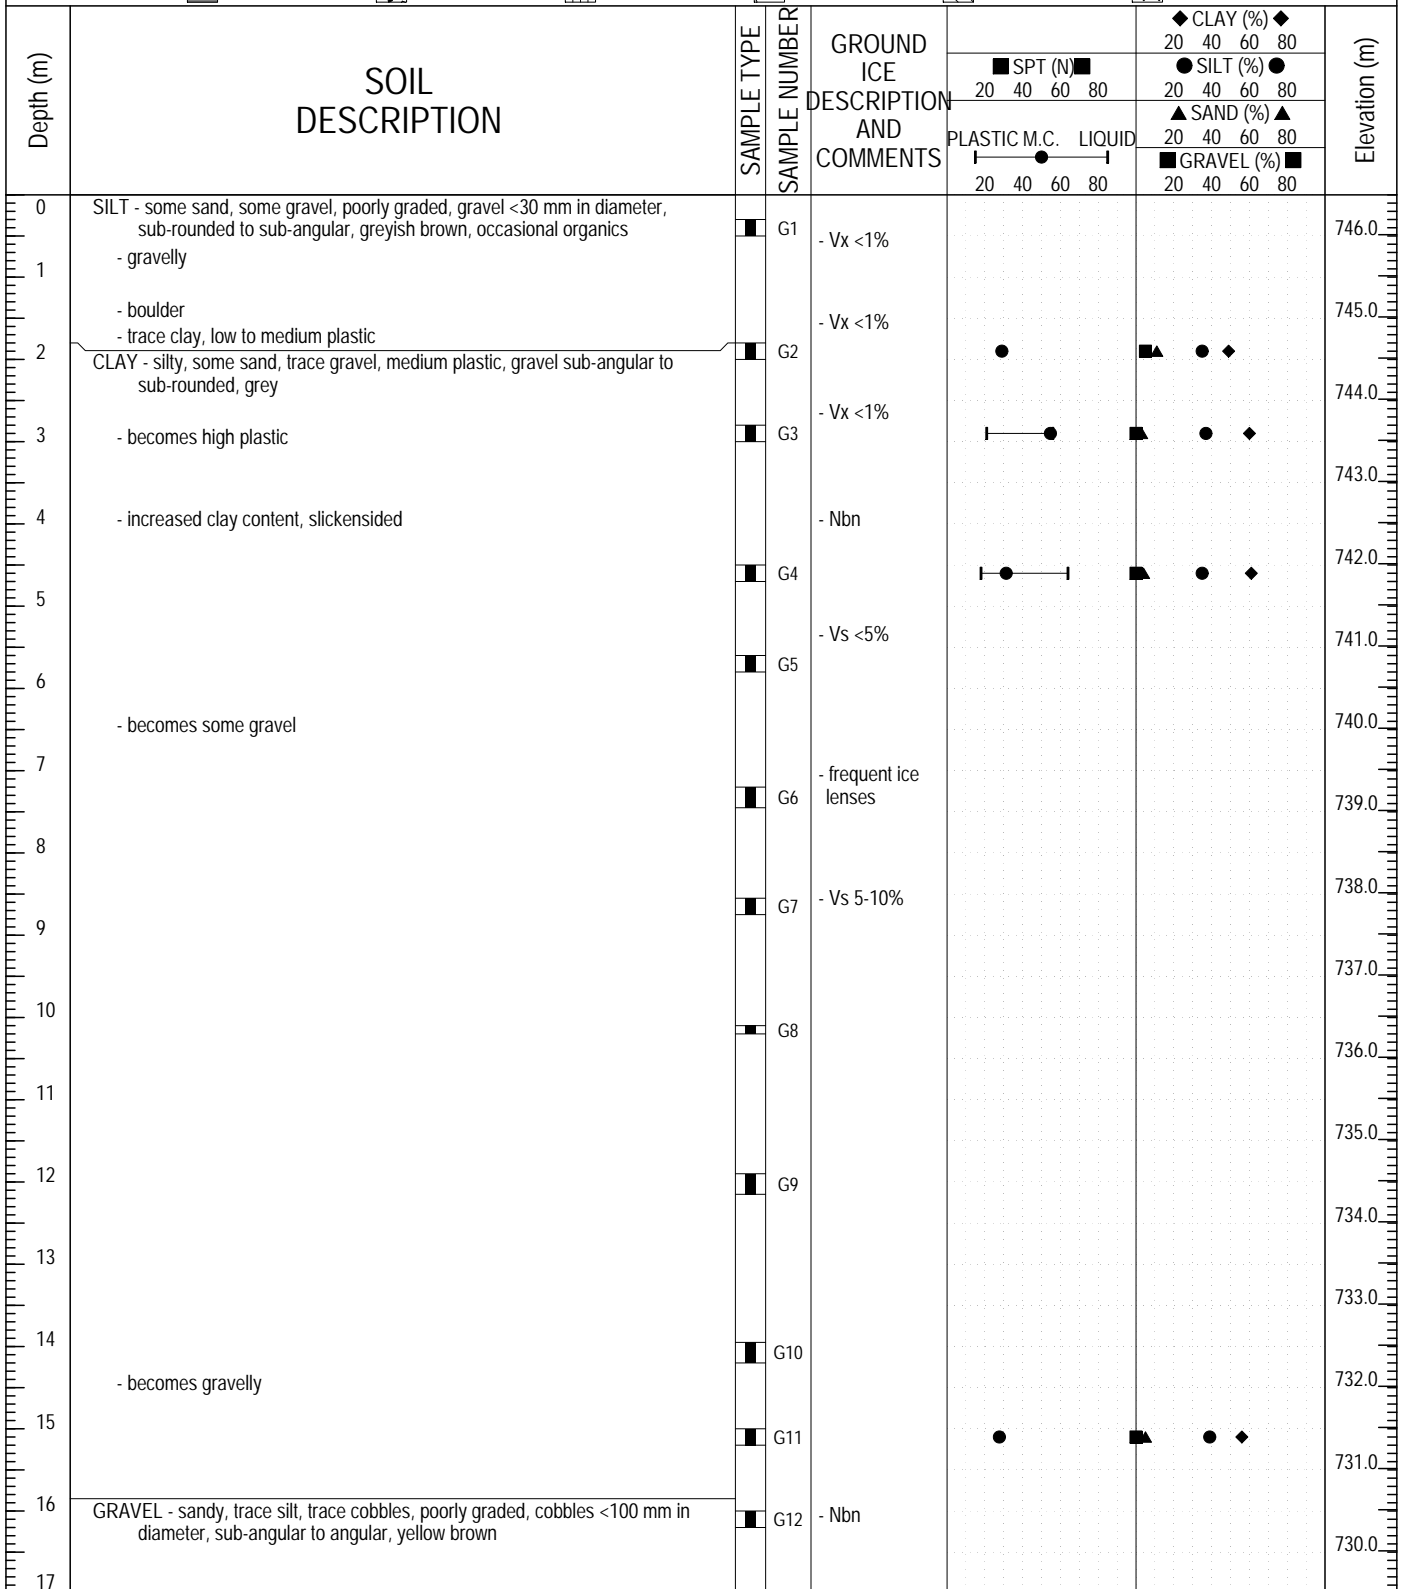 Depth (m)
SOIL
DESCRIPTION
SAMPLE TYPE
SAMPLE NUMBER
GROUND
ICE
DESCRIPTION
AND
COMMENTS
SPT (N)
20 40 60 80
PLASTIC M.C. LIQUID
20 40 60 80
CLAY (%)
20 40 60 80
SILT (%)
20 40 60 80
SAND (%)
20 40 60 80
GRAVEL (%)
20 40 60 80
Elevation (m)
0
SILT - some sand, some gravel, poorly graded, gravel <30 mm in diameter,
sub-rounded to sub-angular, greyish brown, occasional organics
G1
- Vx <1%
746.0
- gravelly
1
- boulder
745.0
- Vx <1%
- trace clay, low to medium plastic
2
G2
CLAY - silty, some sand, trace gravel, medium plastic, gravel sub-angular to
sub-rounded, grey
744.0
- Vx <1%
3
- becomes high plastic
G3
743.0
4
- increased clay content, slickensided
- Nbn
742.0
G4
5
- Vs <5%
741.0
G5
6
- becomes some gravel
740.0
7
- frequent ice
lenses
G6
739.0
8
738.0
- Vs 5-10%
G7
9
737.0
10
G8
736.0
11
735.0
12
G9
734.0
13
733.0
14
G10
- becomes gravelly
732.0
15
G11
731.0
16
GRAVEL - sandy, trace silt, trace cobbles, poorly graded, cobbles <100 mm in
diameter, sub-angular to angular, yellow brown
G12
- Nbn
730.0
17